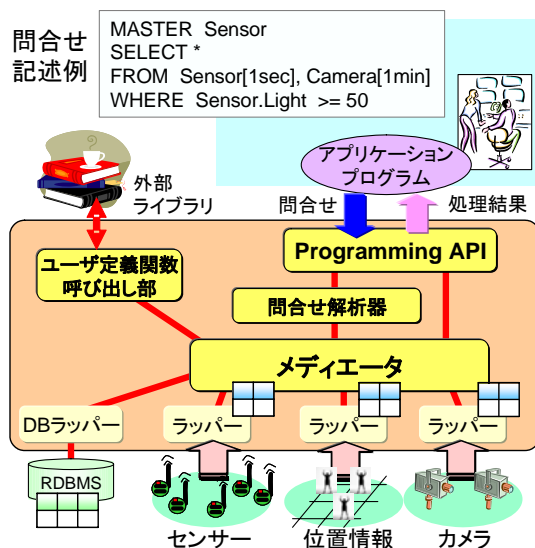 問合せ
記述例
MASTER Sensor
SELECT *
FROM Sensor[1sec], Camera[1min]
WHERE Sensor.Light >= 50
外部
ライブラリ
アプリケーション
プログラム
問合せ
処理結果
ユーザ定義関数
呼び出し部
Programming API
問合せ解析器
メディエータ
DBラッパー
ラッパー
ラッパー
ラッパー
RDBMS
センサー
位置情報
カメラ